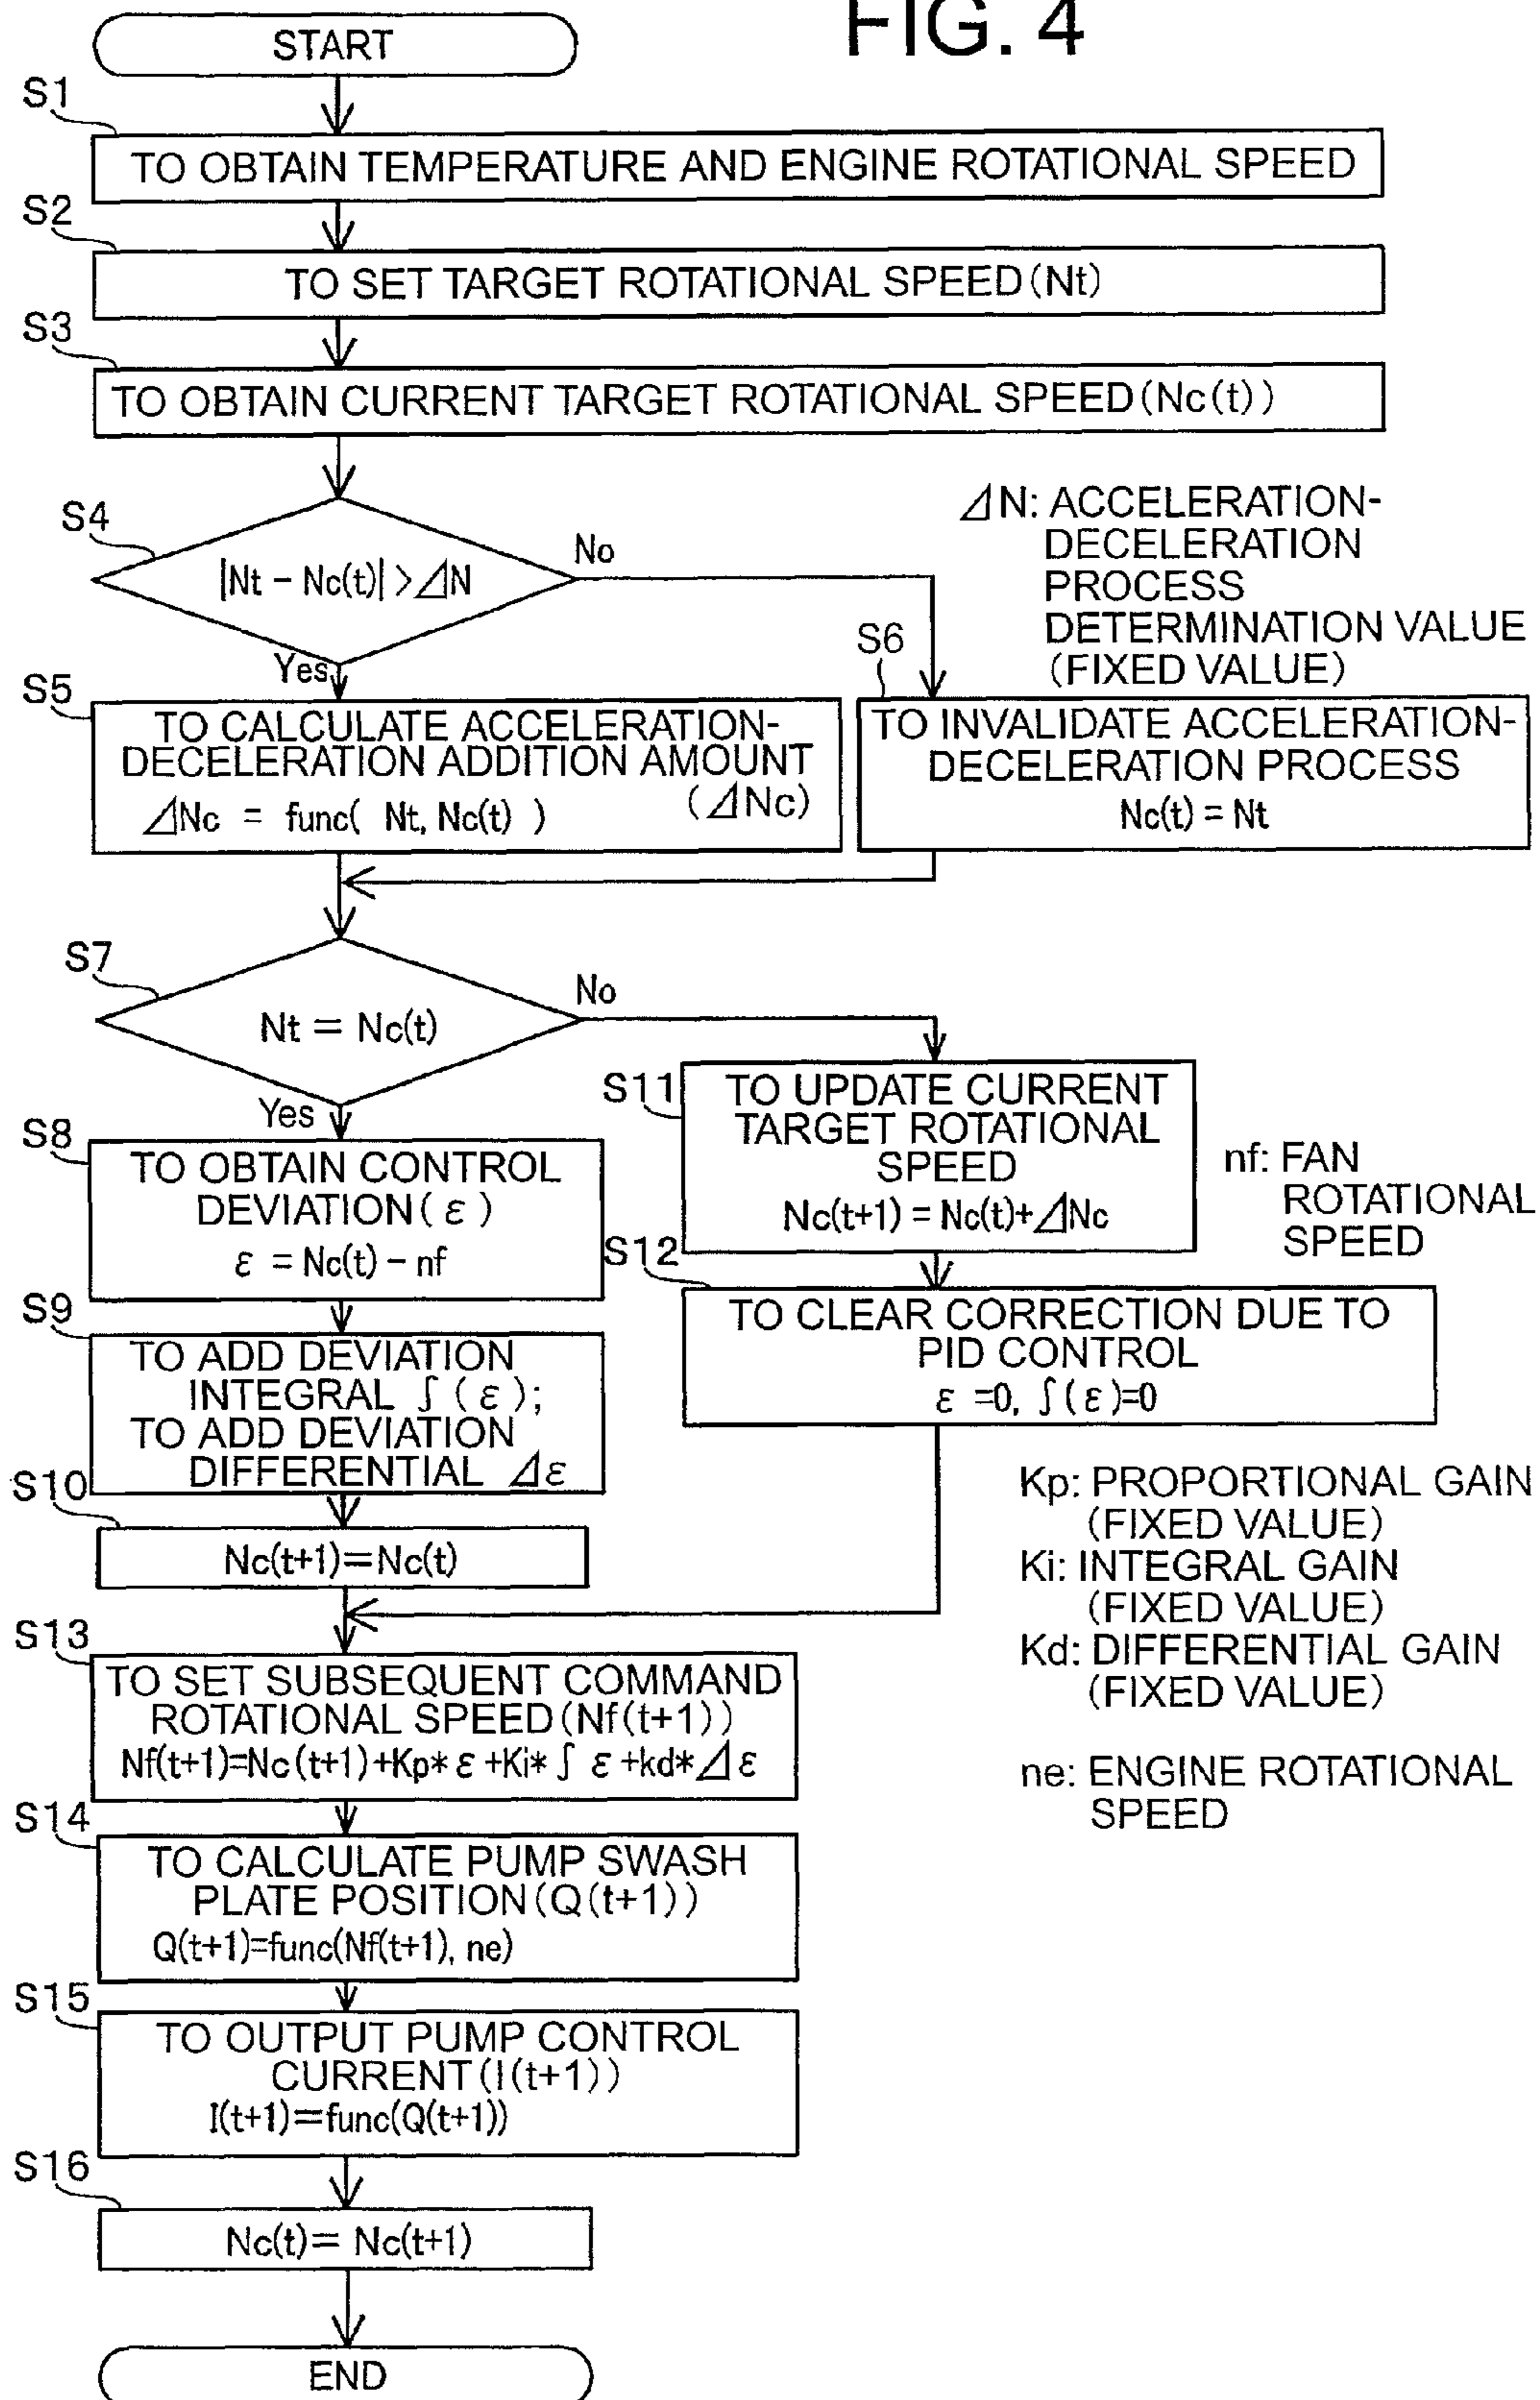 FIG. 4
START
S1
TO OBTAIN TEMPERATURE AND ENGINE ROTATIONAL SPEED
S2
TO SET TARGET ROTATIONAL SPEED(Nt)
S3
TO OBTAIN CURRENT TARGET ROTATIONAL SPEED(Nc(t))
S4
|Nt – Nc(t)| > ⊿N
No
Yes
⊿N: ACCELERATION-
DECELERATION
PROCESS
DETERMINATION VALUE
(FIXED VALUE)
S5
TO CALCULATE ACCELERATION-
DECELERATION ADDITION AMOUNT
(⊿Nc)
⊿Nc = func( Nt, Nc(t) )
S6
TO INVALIDATE ACCELERATION-
DECELERATION PROCESS
Nc(t) = Nt
S7
Nt = Nc(t)
No
Yes
S8
TO OBTAIN CONTROL
DEVIATION( ε )
ε = Nc(t) – nf
S11
TO UPDATE CURRENT
TARGET ROTATIONAL
SPEED
Nc(t+1) = Nc(t)+⊿Nc
nf: FAN
ROTATIONAL
SPEED
S9
TO ADD DEVIATION
INTEGRAL ∫ ( ε );
TO ADD DEVIATION
DIFFERENTIAL ⊿ε
S12
TO CLEAR CORRECTION DUE TO
PID CONTROL
ε =0, ∫ ( ε )=0
S10
Nc(t+1)=Nc(t)
Kp: PROPORTIONAL GAIN
(FIXED VALUE)
Ki: INTEGRAL GAIN
(FIXED VALUE)
Kd: DIFFERENTIAL GAIN
(FIXED VALUE)
S13
TO SET SUBSEQUENT COMMAND
ROTATIONAL SPEED(Nf(t+1))
Nf(t+1)=Nc(t+1)+Kp* ε +Ki* ∫ ε +kd*⊿ ε
ne: ENGINE ROTATIONAL
SPEED
S14
TO CALCULATE PUMP SWASH
PLATE POSITION(Q(t+1))
Q(t+1)=func(Nf(t+1), ne)
S15
TO OUTPUT PUMP CONTROL
CURRENT(I(t+1))
I(t+1)=func(Q(t+1))
S16
Nc(t)= Nc(t+1)
END